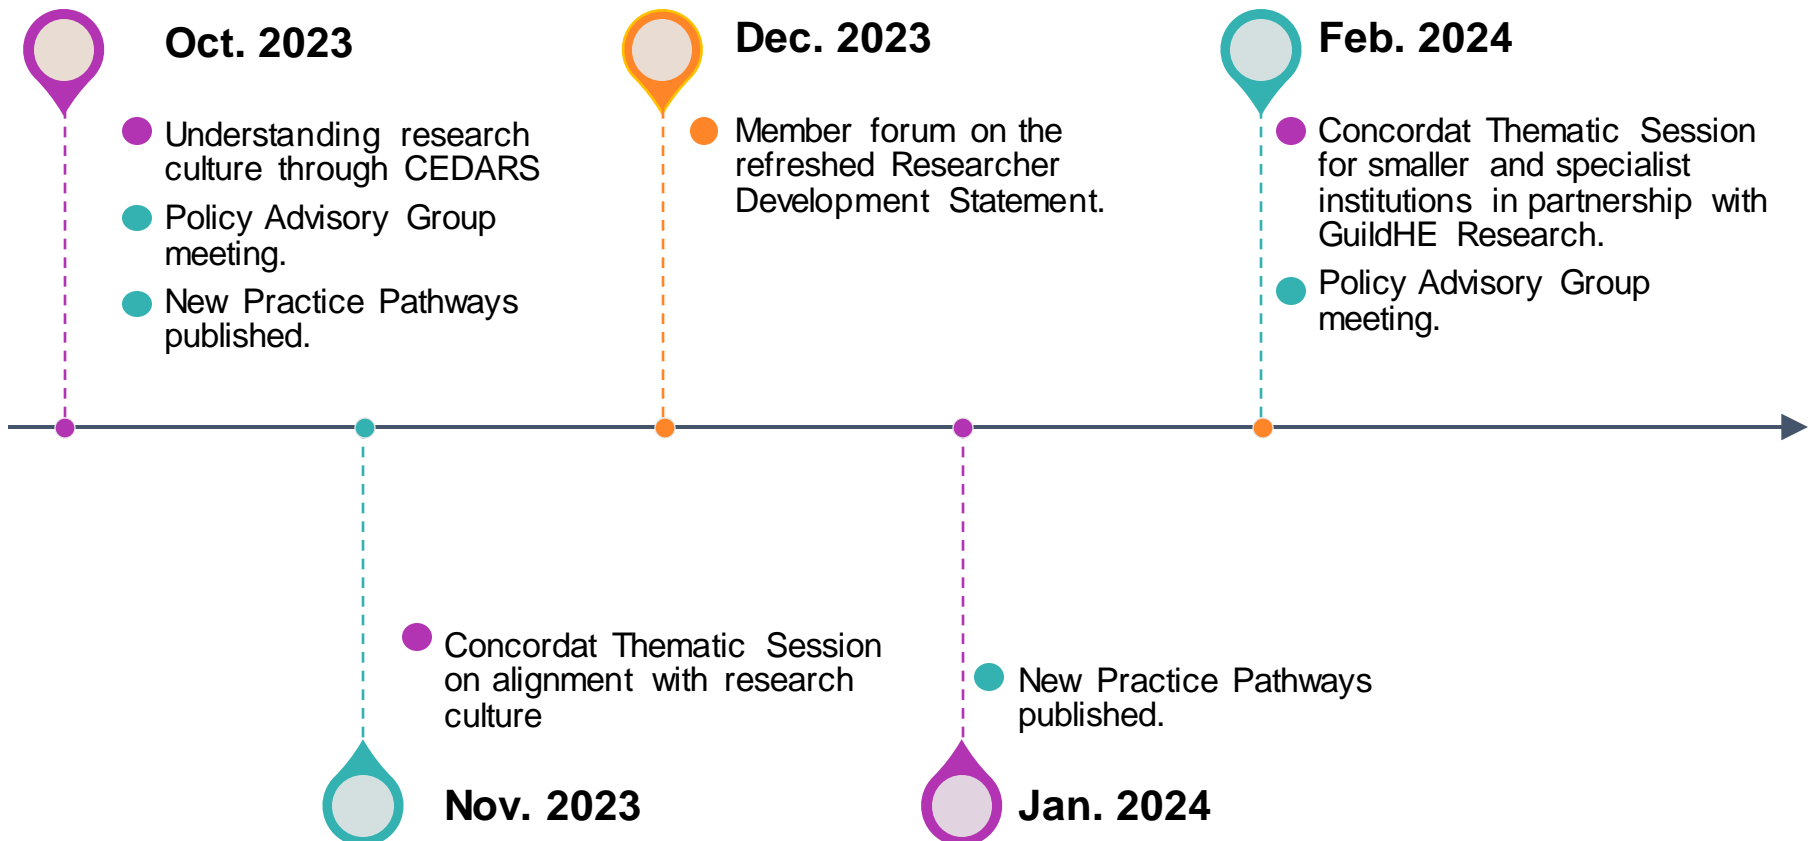 Oct. 2023
Understanding research
culture through CEDARS
Policy Advisory Group
meeting.
New Practice Pathways
published.
Dec. 2023
Member forum on the
refreshed Researcher
Development Statement.
Feb. 2024
Concordat Thematic Session
for smaller and specialist
institutions in partnership with
GuildHE Research.
Policy Advisory Group
meeting.
Concordat Thematic Session
on alignment with research
culture
Nov. 2023
New Practice Pathways
published.
Jan. 2024